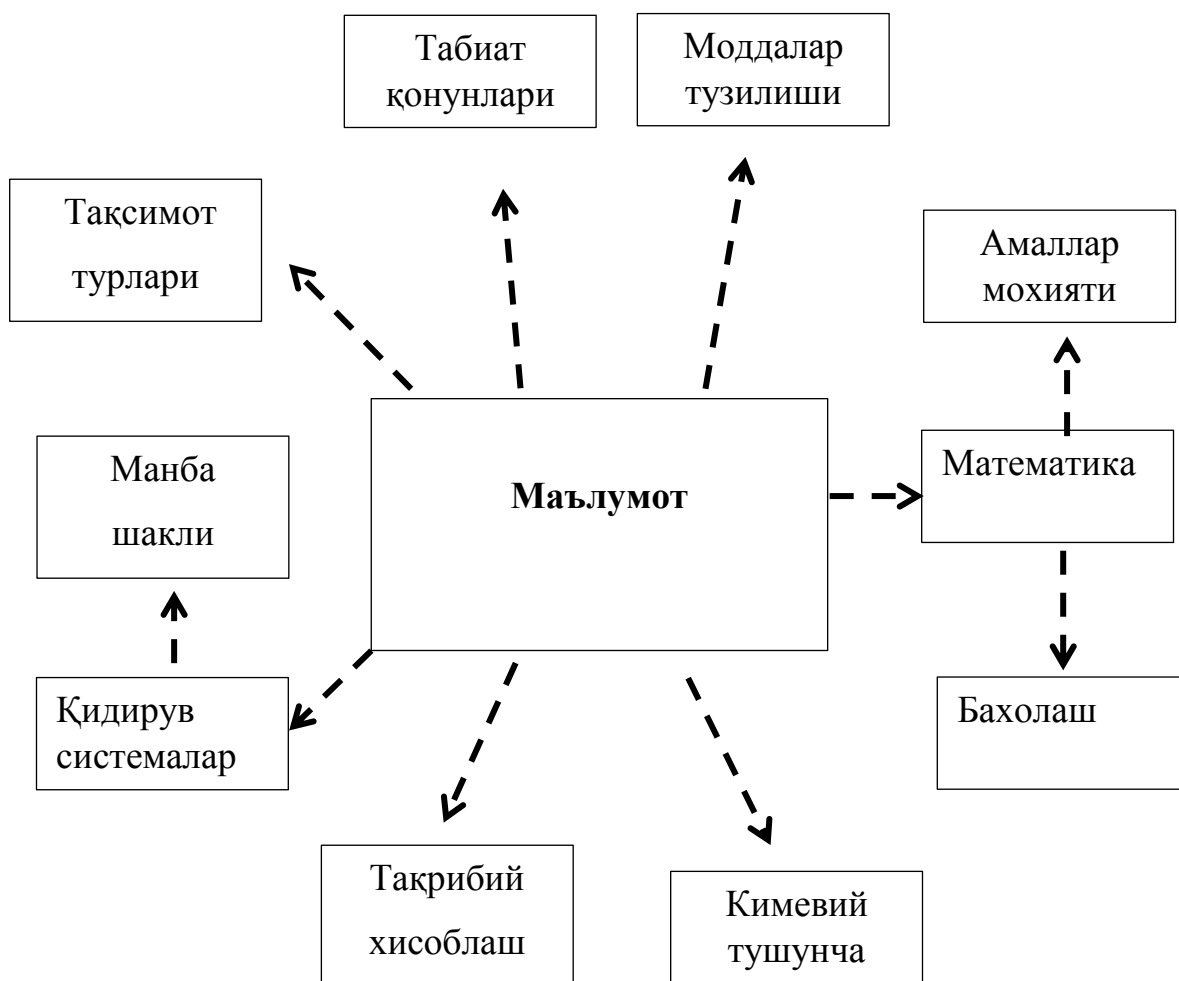 Табиат
қонунлари
Моддалар
тузилиши
Тақсимот
турлари
Амаллар
мохияти
Манба
шакли
Маълумот
Математика
Қидирув
системалар
Бахолаш
Тақрибий
хисоблаш
Кимевий
тушунча